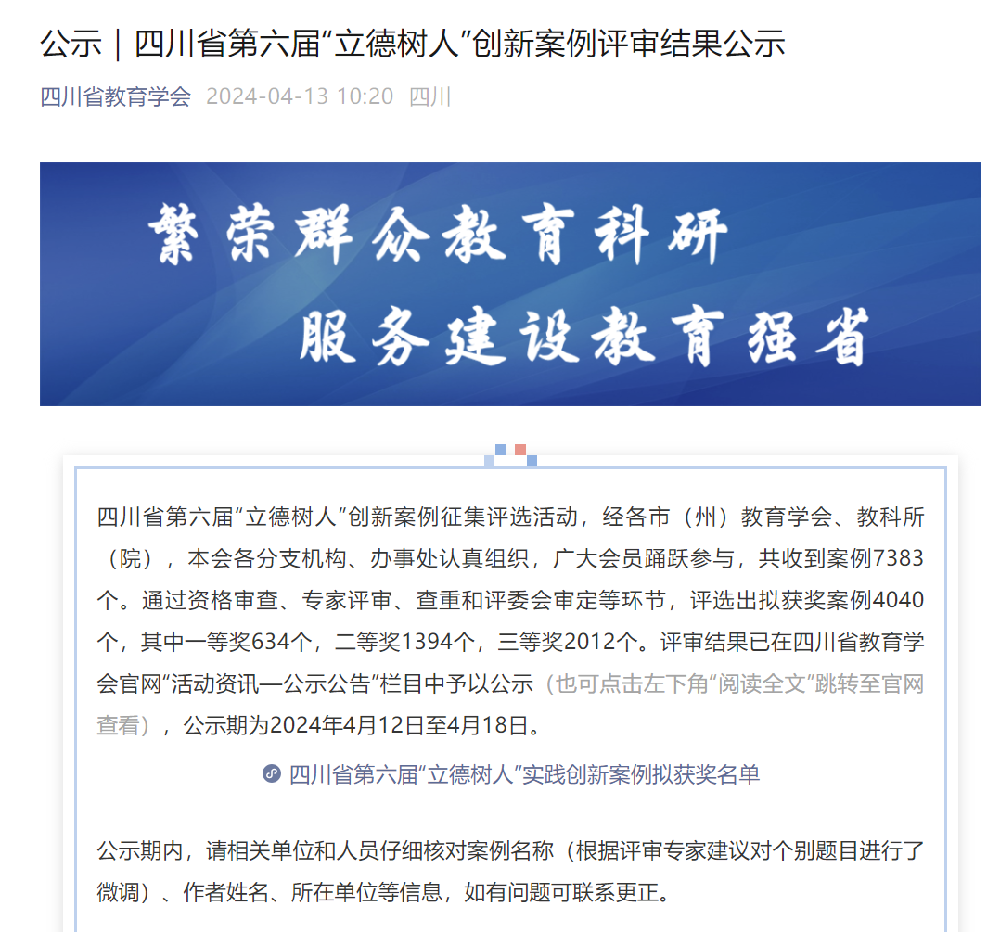 公示｜四川省第六届“立德树人”创新案例评审结果公示
四川省教育学会 2024-04-13 10:20 四川
繁荣群众教育科研
服务建设教育强省
四川省第六届“立德树人”创新案例征集评选活动，经各市（州）教育学会、教科所
（院），本会各分支机构、办事处认真组织，广大会员踊跃参与，共收到案例7383
个。通过资格审查、专家评审、查重和评委会审定等环节，评选出拟获奖案例4040
个，其中一等奖634个，二等奖1394个，三等奖2012个。评审结果已在四川省教育学
会官网“活动资讯—公示公告”栏目中予以公示（也可点击左下角“阅读全文”跳转至官网
查看），公示期为2024年4月12日至4月18日。
四川省第六届“立德树人”实践创新案例拟获奖名单
公示期内，请相关单位和人员仔细核对案例名称（根据评审专家建议对个别题目进行了
微调）、作者姓名、所在单位等信息，如有问题可联系更正。